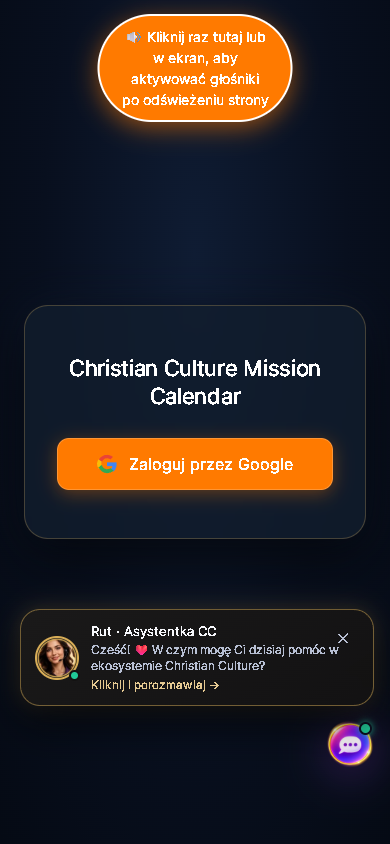 Kliknij raz tutaj lub
w ekran, aby
aktywować głośniki
po odświeżeniu strony
Christian Culture Mission
Calendar
Zaloguj przez Google
Rut · Asystentka CC
Cześć! ❤️ W czym mogę Ci dzisiaj pomóc w
ekosystemie Christian Culture?
Kliknij i porozmawiaj →